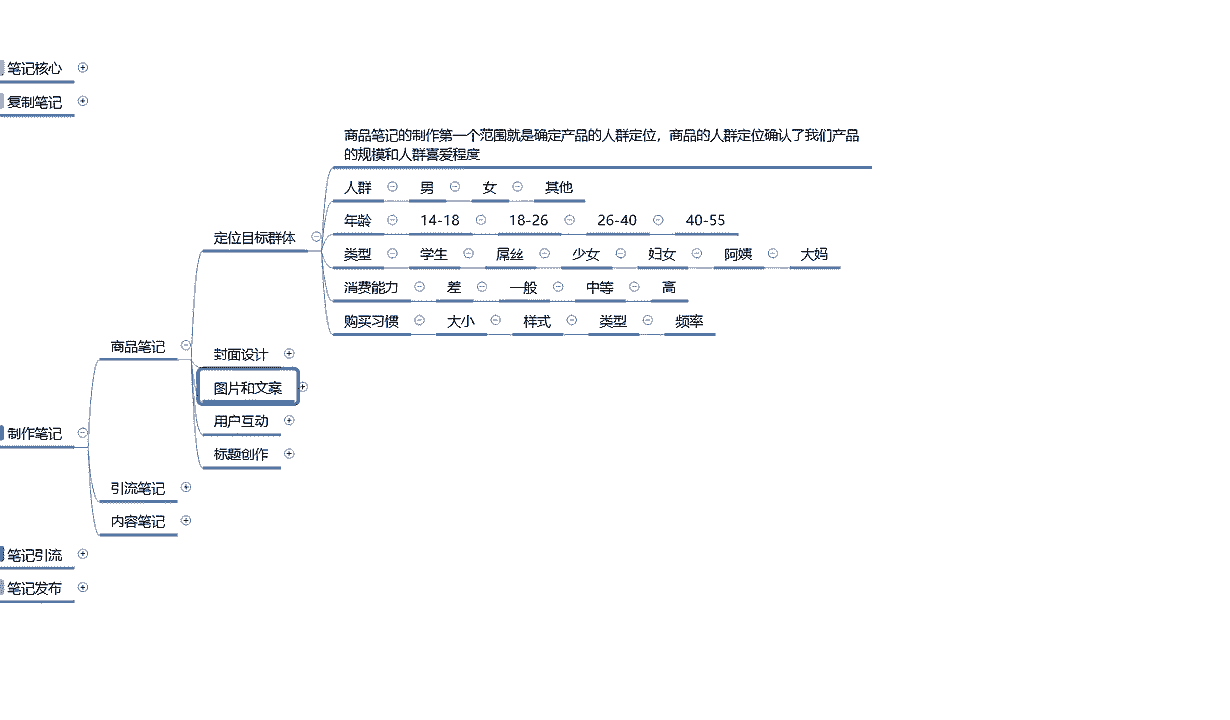 笔记核心
复制笔记
商品笔记的制作第一个范围就是确定产品的人群定位，商品的人群定位确认了我们产品
的规模和人群喜爱程度
人群 男 女 其他
年龄 14-18 18-26 26-40 40-55
定位目标群体
类型 学生 屌丝 少女 妇女 阿姨 大妈
消费能力 差 一般 中等 高
购买习惯 大小 样式 类型 频率
商品笔记
封面设计
图片和文案
用户互动
制作笔记
标题创作
引流笔记
内容笔记
笔记引流
笔记发布